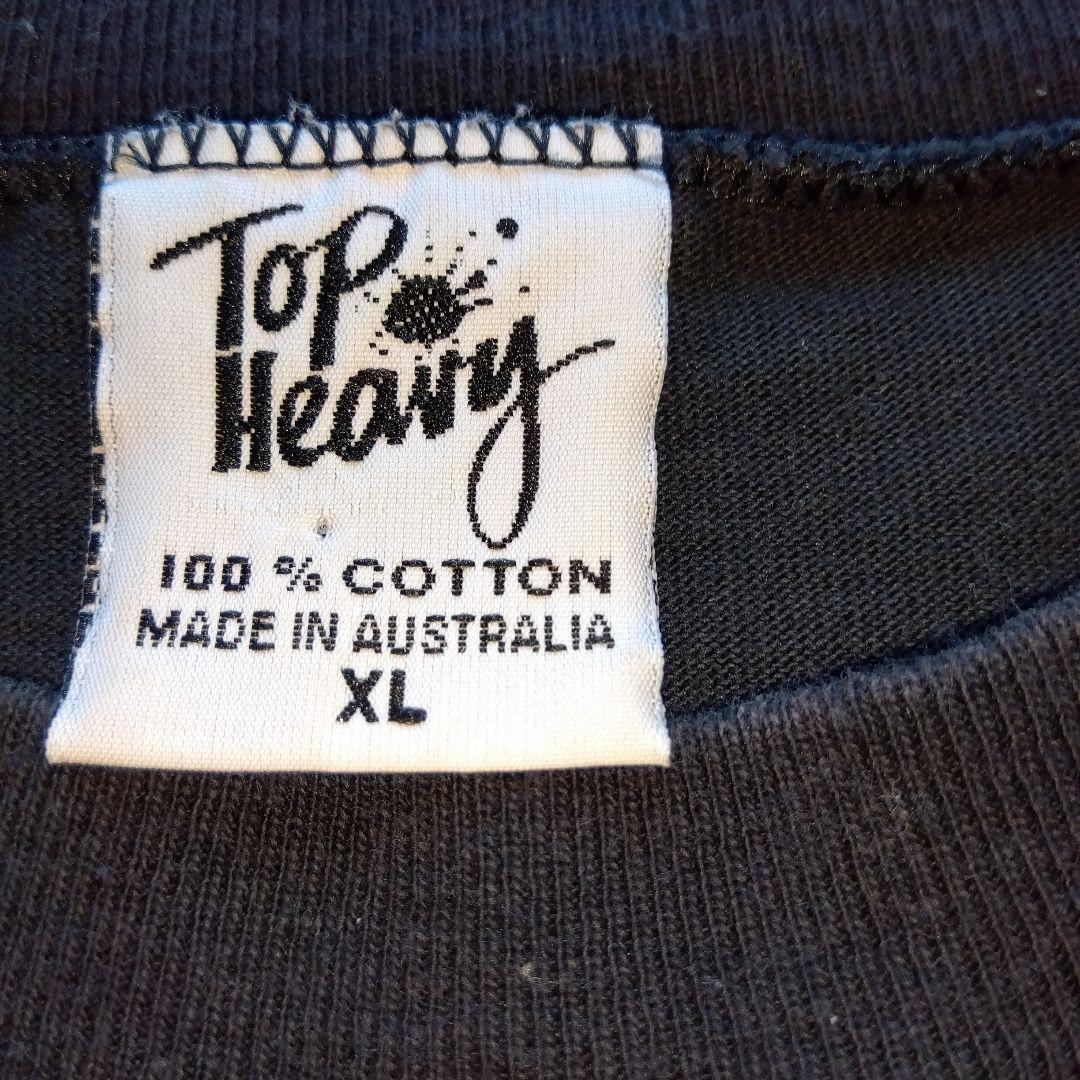 Top
Heavy
100 % COTTON
MADE IN AUSTRALIA
XL